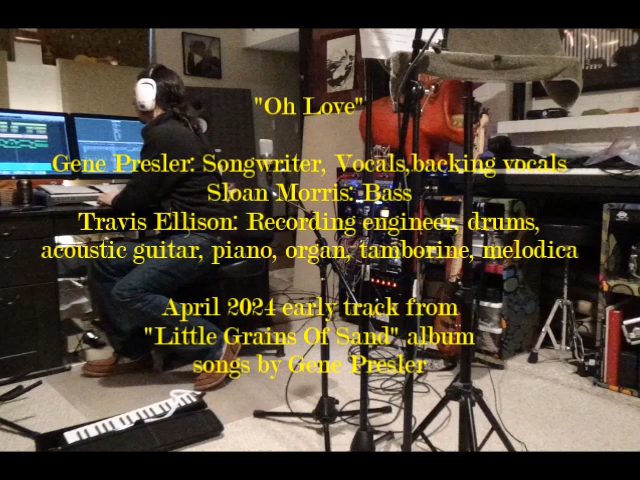 "Oh Love"
Gene Presler: Songwriter, Vocals,backing vocals
Sloan Morris: Bass
Travis Ellison: Recording engineer, drums,
acoustic guitar, piano, organ, tamborine, melodica
April 2024 early track from
"Little Grains Of Sand" album
songs by Gene Presler